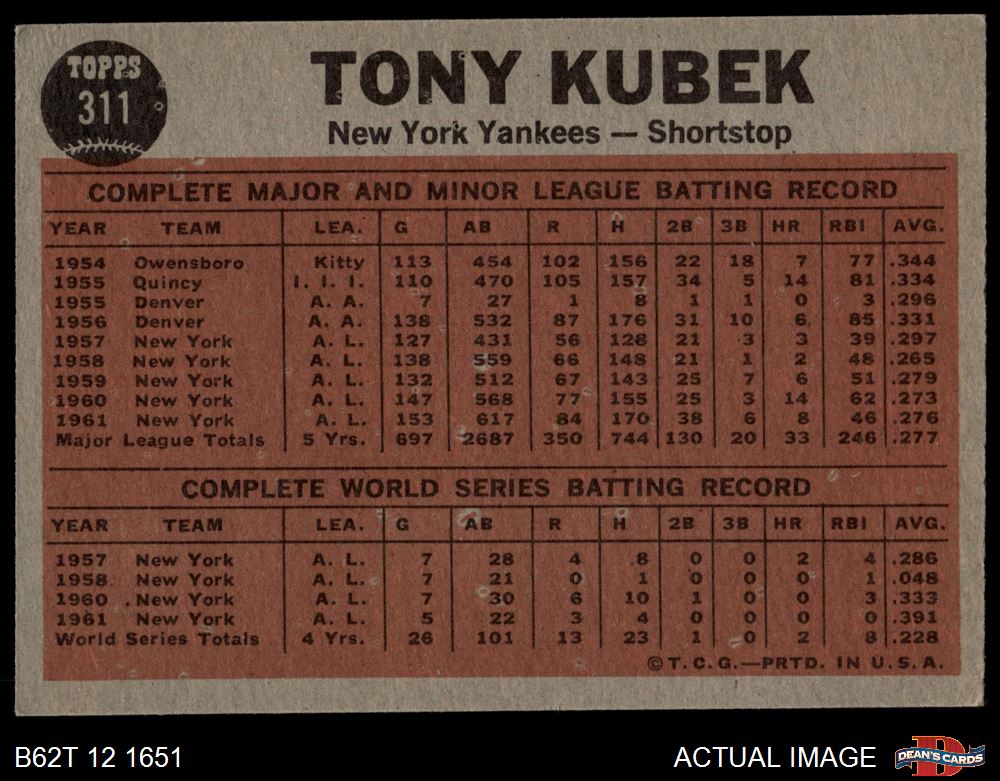 TOPPS
311
TONY KUBEK
New York Yankees — Shortstop
COMPLETE MAJOR AND MINOR LEAGUE BATTING RECORD
YEAR TEAM LEA. G AB R H 2B 3B HR RBI AVG.
1954 Owensboro Kitty 113 454 102 156 22 18 7 77 .344
1955 Quincy I. I. I. 110 470 105 157 34 5 14 81 .334
1955 Denver A. A. 7 27 1 8 1 1 0 3 .296
1956 Denver A. A. 138 532 87 176 31 10 6 85 .331
1957 New York A. L. 127 431 56 128 21 3 3 39 .297
1958 New York A. L. 138 559 66 148 21 1 2 48 .265
1959 New York A. L. 132 512 67 143 25 7 6 51 .279
1960 New York A. L. 147 568 77 155 25 3 14 62 .273
1961 New York A. L. 153 617 84 170 38 6 8 46 .276
Major League Totals 5 Yrs. 697 2687 350 744 130 20 33 246 .277
COMPLETE WORLD SERIES BATTING RECORD
YEAR TEAM LEA. G AB R H 2B 3B HR RBI AVG.
1957 New York A. L. 7 28 4 8 0 0 2 4 .286
1958 New York A. L. 7 21 0 1 0 0 0 1 .048
1960 New York A. L. 7 30 6 10 1 0 0 3 .333
1961 New York A. L. 5 22 3 4 0 0 0 0 .391
World Series Totals 4 Yrs. 26 101 13 23 1 0 2 8 .228
©T.C.G.—PRTD. IN U.S.A.
B62T 12 1651
ACTUAL IMAGE
D
DEAN'S CARDS